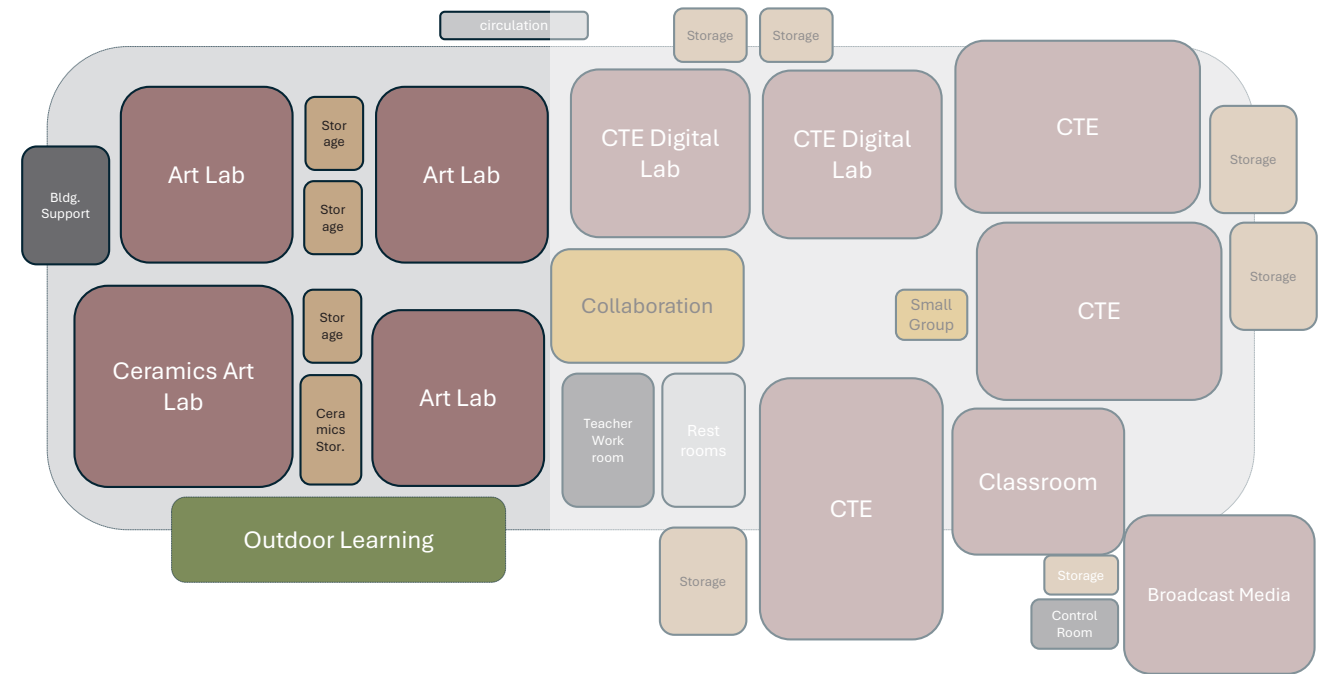 circulation
Storage
Storage
Art Lab
Stor
age
Stor
age
Art Lab
CTE Digital
Lab
CTE Digital
Lab
CTE
Storage
Bldg.
Support
Ceramics Art
Lab
Stor
age
Cera
mics
Stor.
Art Lab
Collaboration
Small
Group
CTE
Storage
Teacher
Work
room
Rest
rooms
CTE
Classroom
Outdoor Learning
Storage
Storage
Control
Room
Broadcast Media